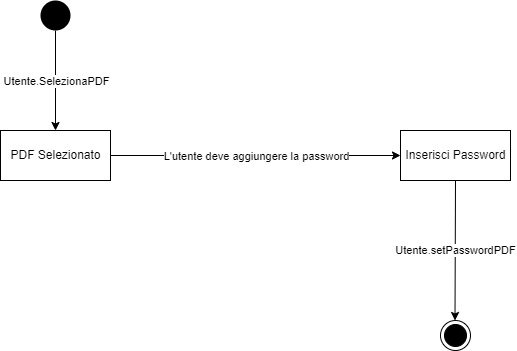 Utente.SelezionaPDF
PDF Selezionato
L'utente deve aggiungere la password
Inserisci Password
Utente.setPasswordPDF